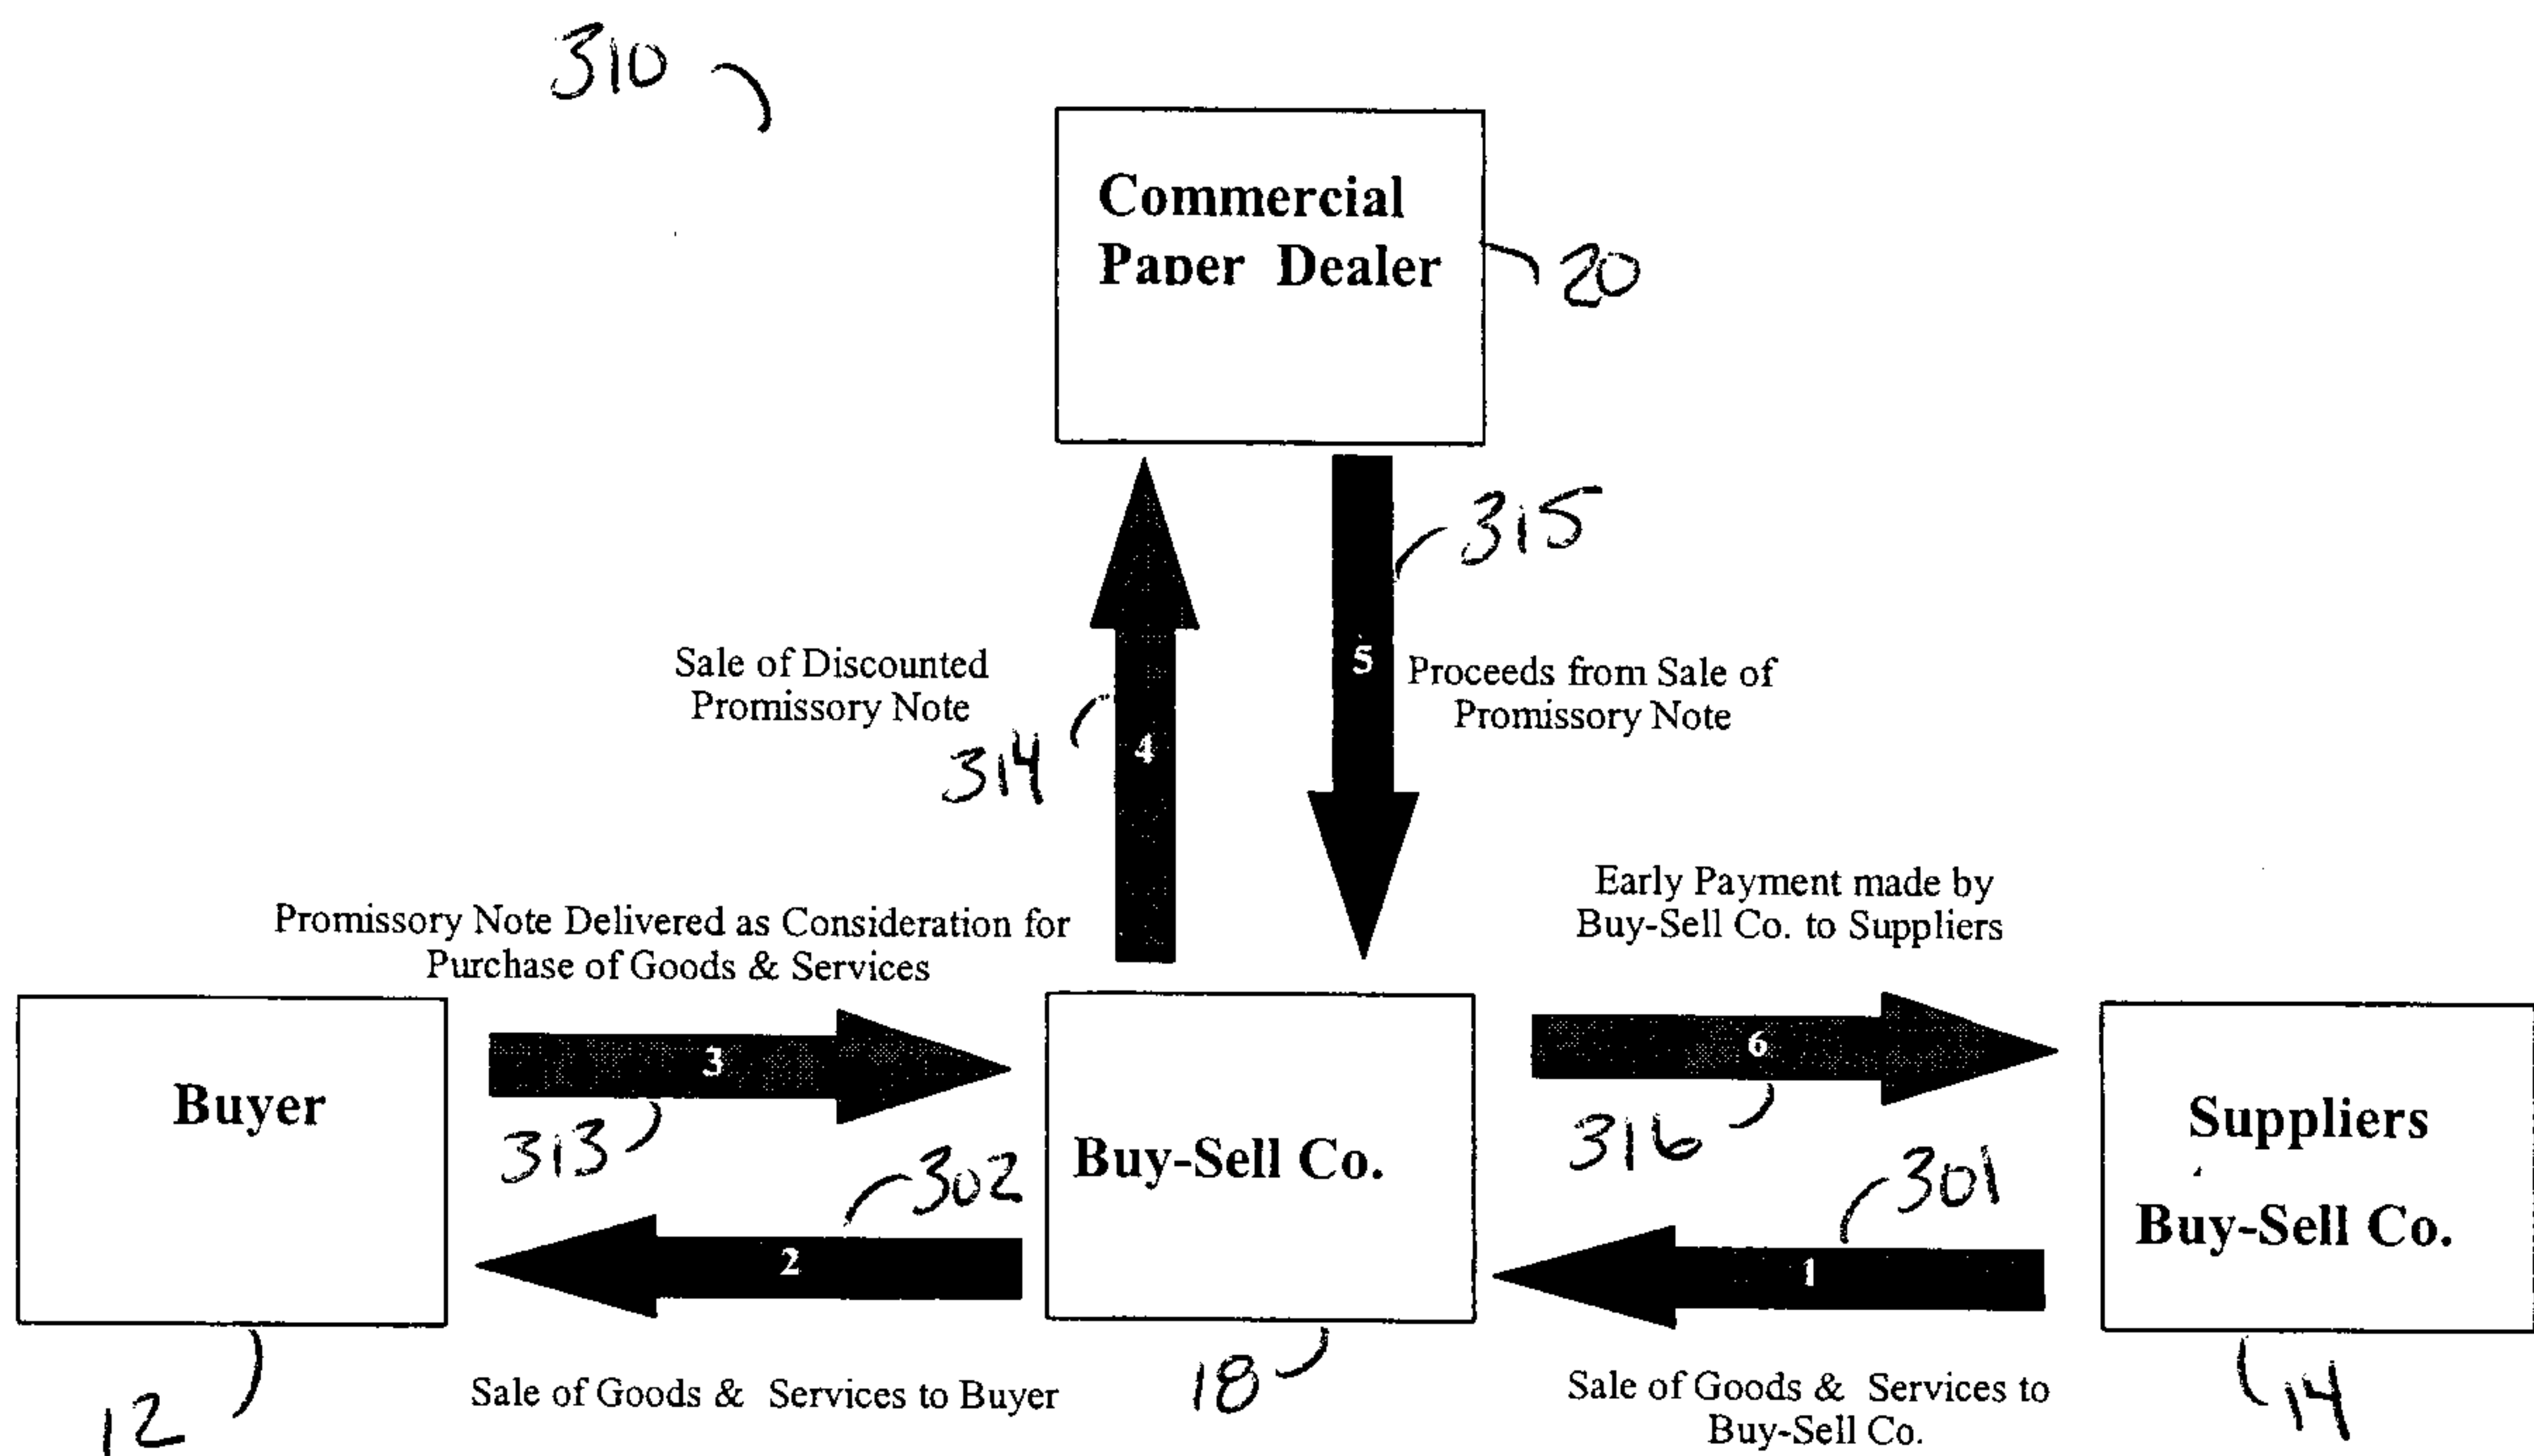 310
Commercial
Paper Dealer
20
315
Sale of Discounted
Promissory Note
314
4
5
Proceeds from Sale of
Promissory Note
Early Payment made by
Buy-Sell Co. to Suppliers
Promissory Note Delivered as Consideration for
Purchase of Goods & Services
Buyer
3
313
302
2
Buy-Sell Co.
6
316
301
1
Suppliers
Buy-Sell Co.
12
Sale of Goods & Services to Buyer
18
Sale of Goods & Services to
Buy-Sell Co.
14